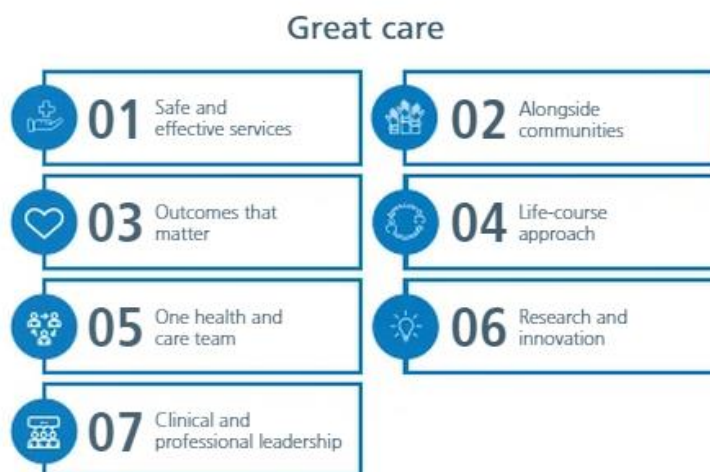 Great care
01 Safe and
effective services
02 Alongside
communities
03 Outcomes that
matter
04 Life-course
approach
05 One health and
care team
06 Research and
innovation
07 Clinical and
professional leadership